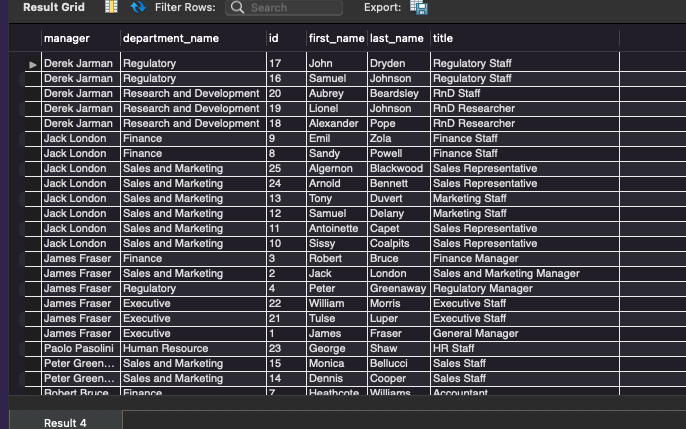 Result Grid Filter Rows: Search Export:
manager department_name id first_name last_name title
Derek Jarman Regulatory 17 John Dryden Regulatory Staff
Derek Jarman Regulatory 16 Samuel Johnson Regulatory Staff
Derek Jarman Research and Development 20 Aubrey Beardsley RnD Staff
Derek Jarman Research and Development 19 Lionel Johnson RnD Researcher
Derek Jarman Research and Development 18 Alexander Pope RnD Researcher
Jack London Finance 9 Emil Zola Finance Staff
Jack London Finance 8 Sandy Powell Finance Staff
Jack London Sales and Marketing 25 Algernon Blackwood Sales Representative
Jack London Sales and Marketing 24 Arnold Bennett Sales Representative
Jack London Sales and Marketing 13 Tony Duvert Marketing Staff
Jack London Sales and Marketing 12 Samuel Delany Marketing Staff
Jack London Sales and Marketing 11 Antoinette Capet Sales Representative
Jack London Sales and Marketing 10 Sissy Coalpits Sales Representative
James Fraser Finance 3 Robert Bruce Finance Manager
James Fraser Sales and Marketing 2 Jack London Sales and Marketing Manager
James Fraser Regulatory 4 Peter Greenaway Regulatory Manager
James Fraser Executive 22 William Morris Executive Staff
James Fraser Executive 21 Tulse Luper Executive Staff
James Fraser Executive 1 James Fraser General Manager
Paolo Pasolini Human Resource 23 George Shaw HR Staff
Peter Green... Sales and Marketing 15 Monica Bellucci Sales Staff
Peter Green... Sales and Marketing 14 Dennis Cooper Sales Staff
Robert Bruce Finance 7 Heathcote Williams Accountant
Result 4